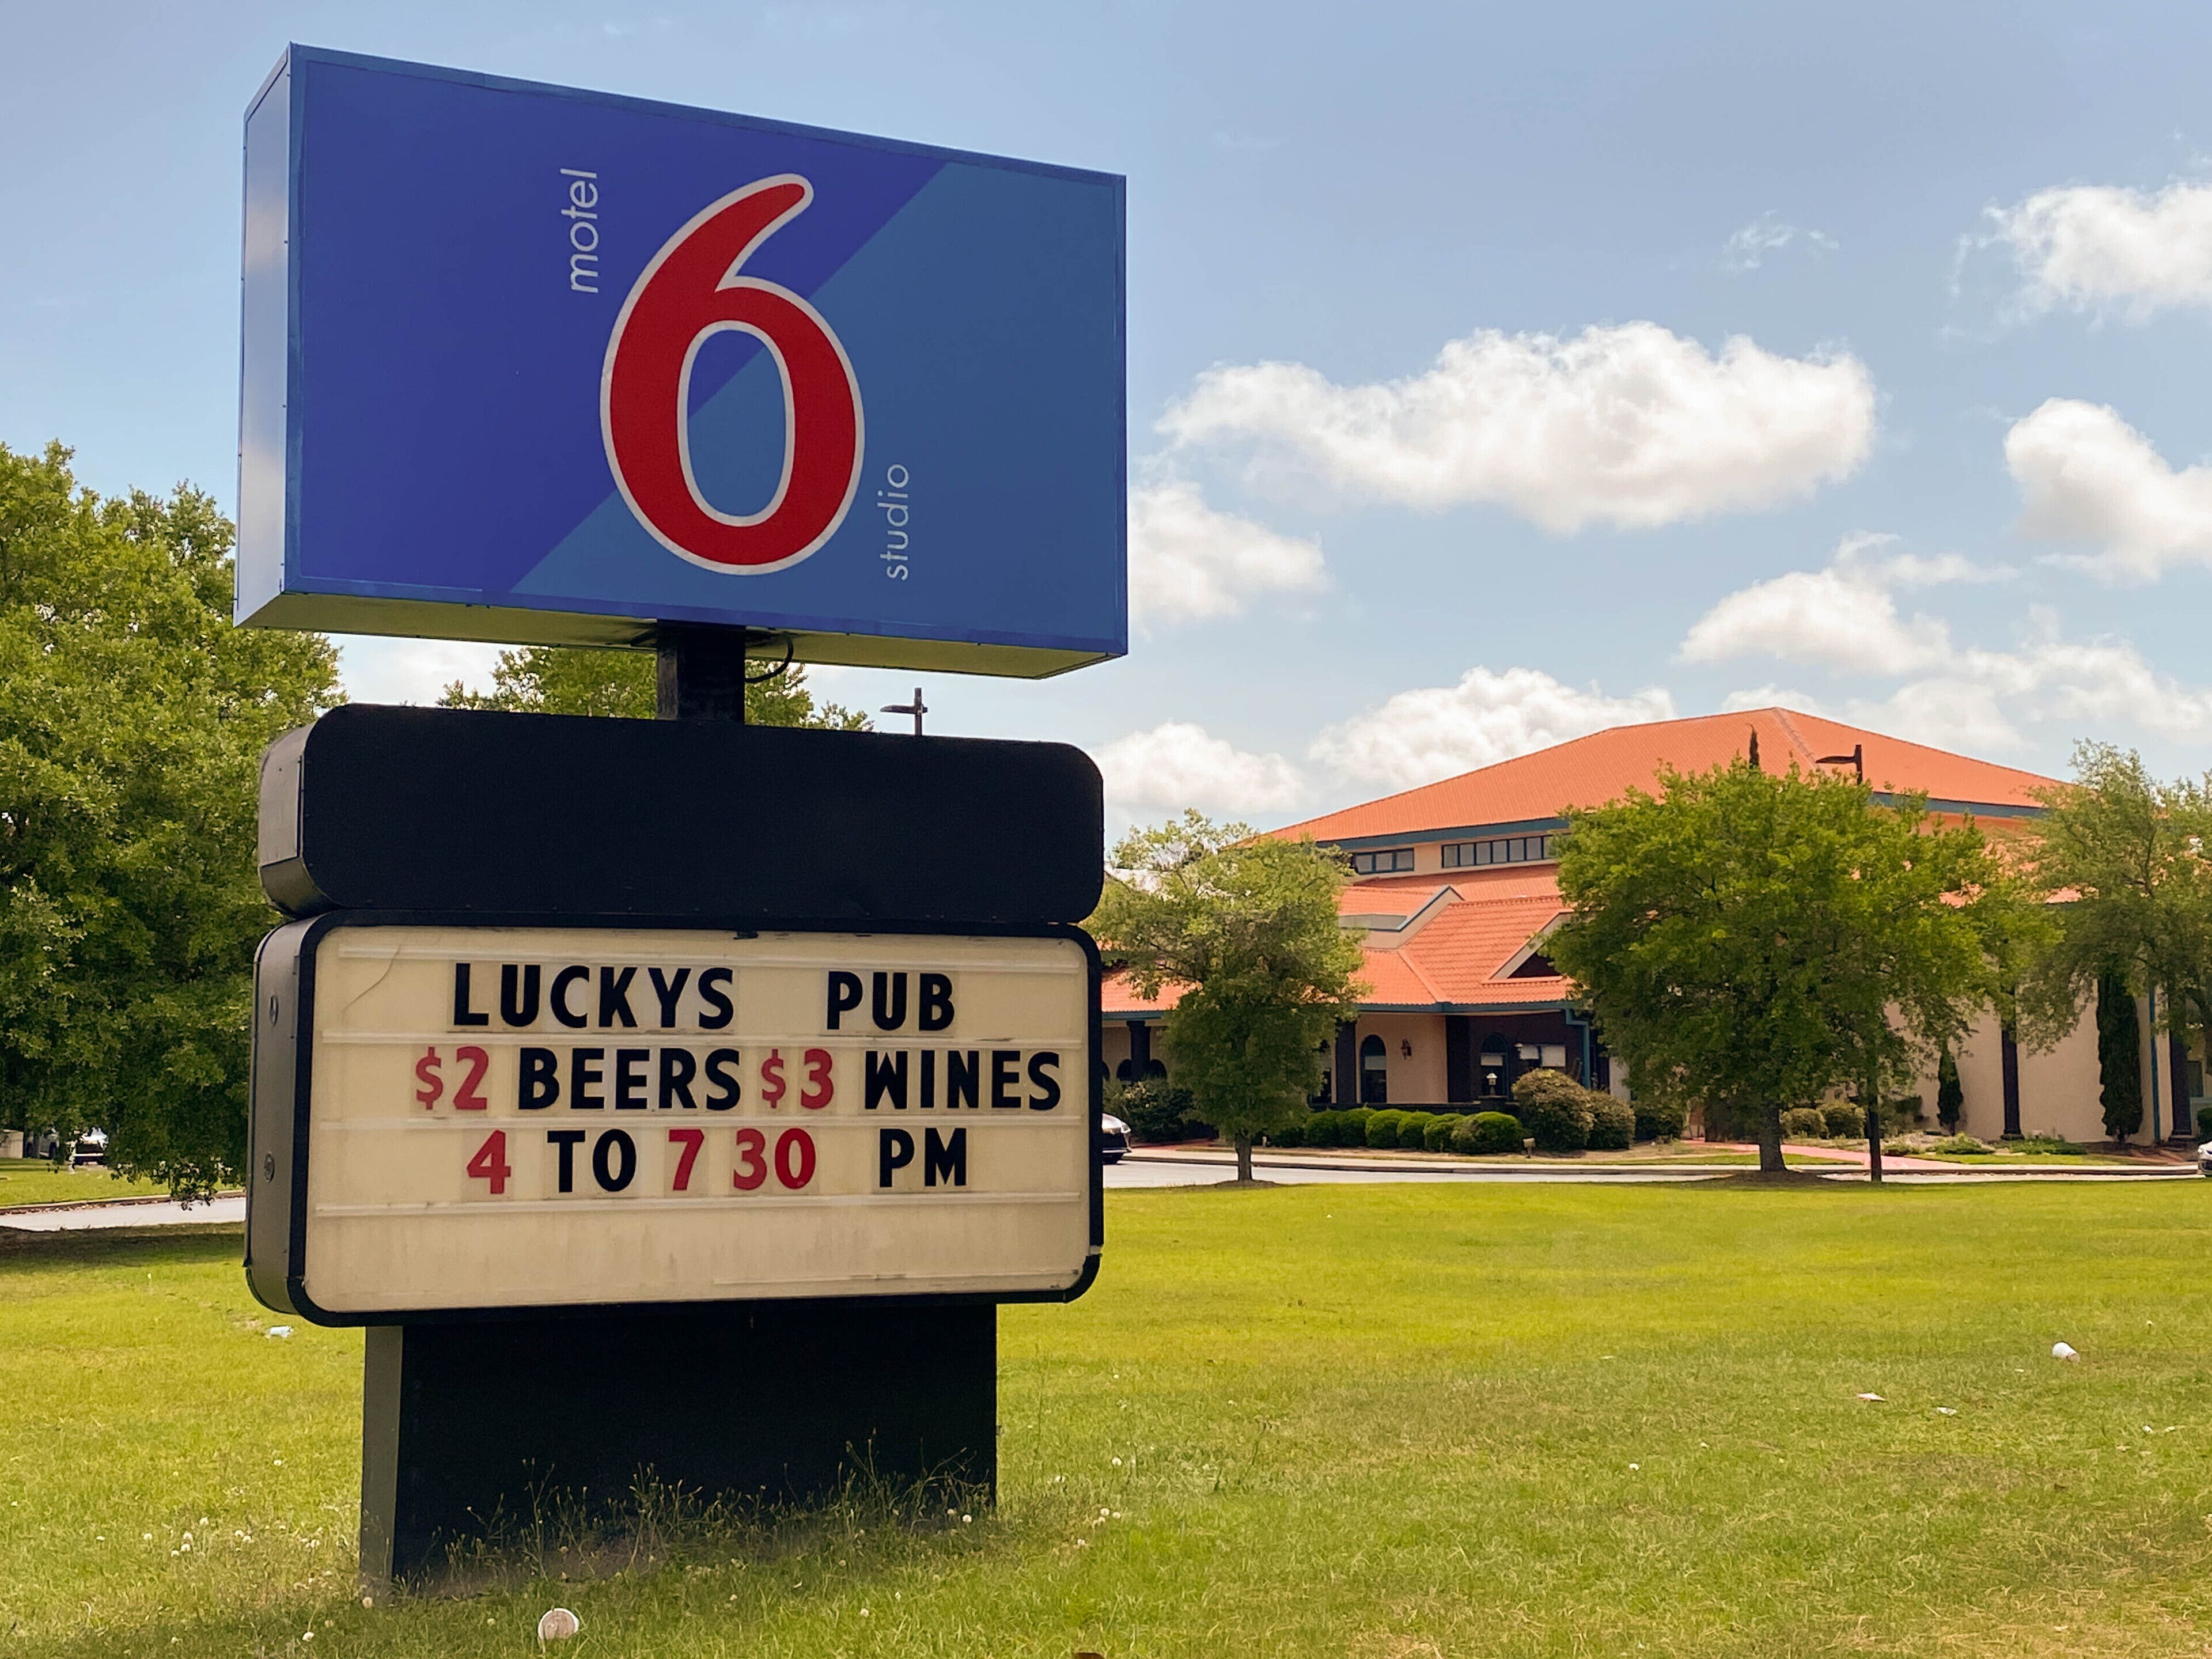 motel
6
studio
LUCKYS PUB
$2 BEERS $3 WINES
4 TO 7 30 PM